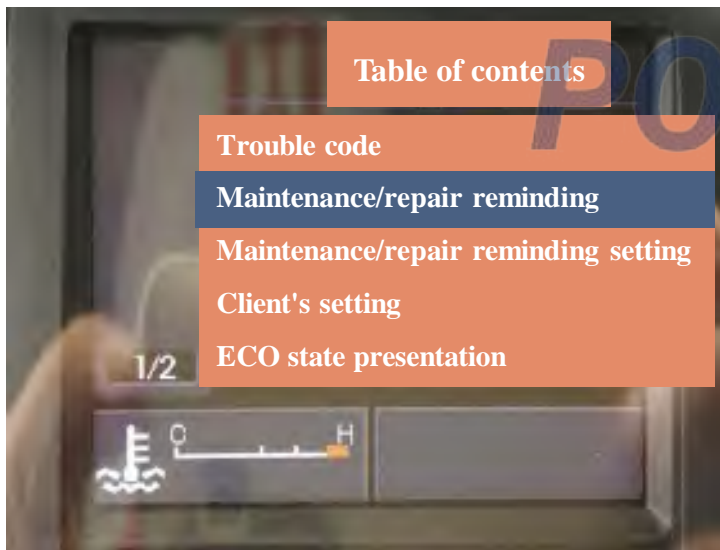 Table of contents
PO
Trouble code
Maintenance/repair reminding
Maintenance/repair reminding setting
Client's setting
ECO state presentation
1/2
C H